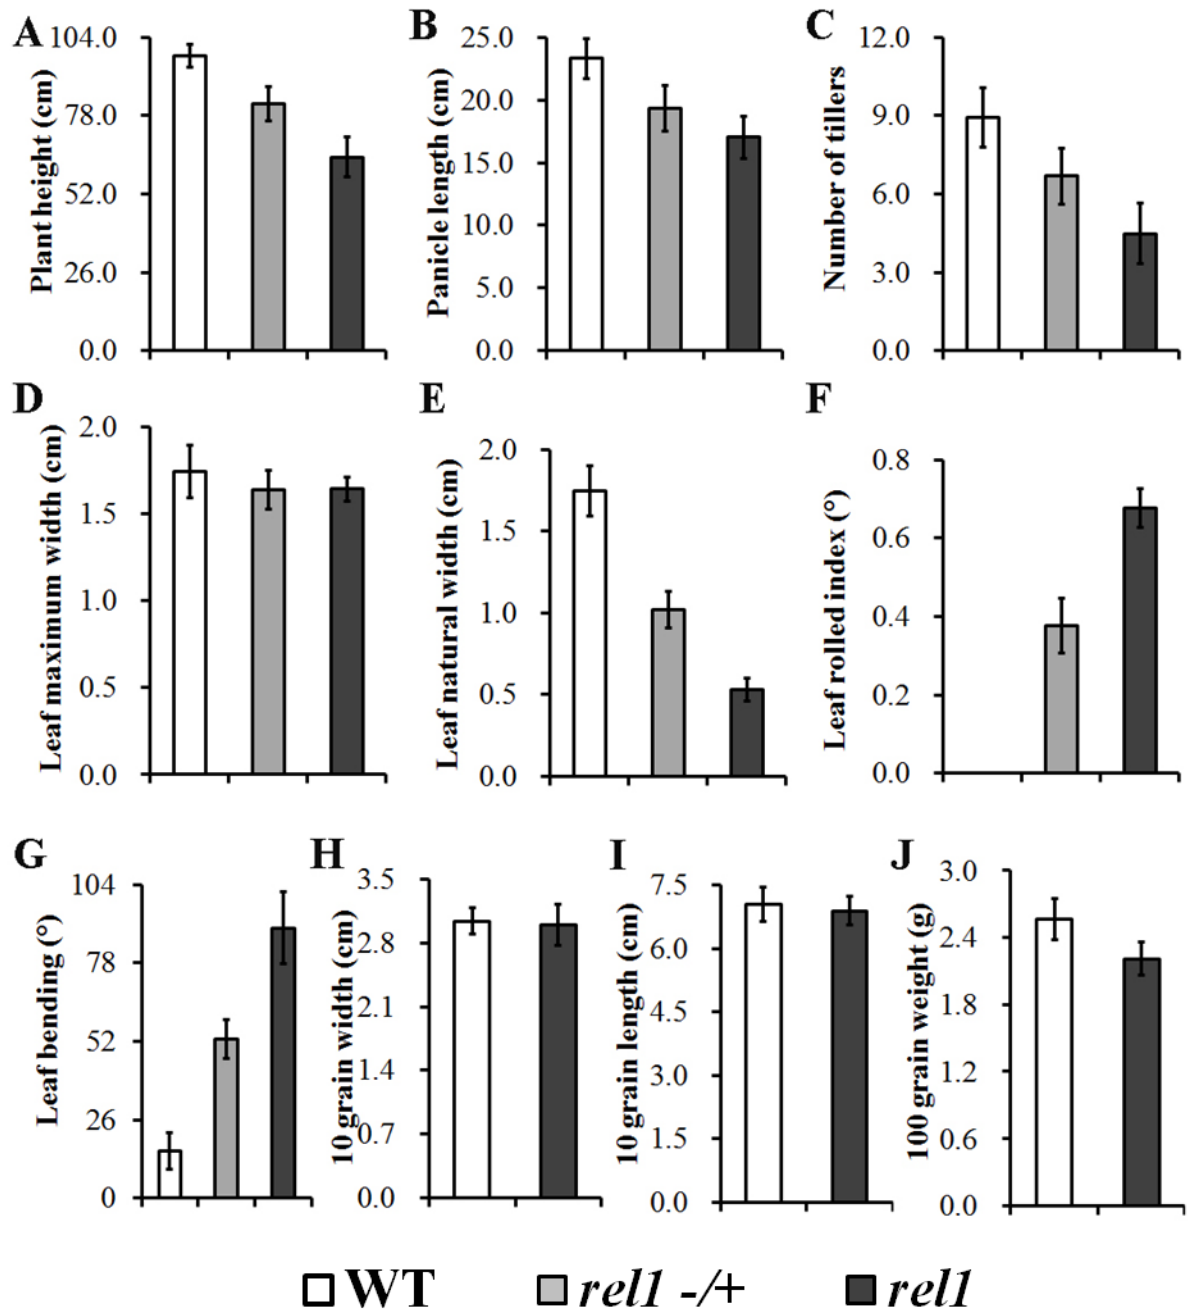 A
Plant height (cm)
104.0
78.0
52.0
26.0
0.0
B
Panicle length (cm)
25.0
20.0
15.0
10.0
5.0
0.0
C
Number of tillers
12.0
9.0
6.0
3.0
0.0
D
Leaf maximum width (cm)
2.0
1.5
1.0
0.5
0.0
E
Leaf natural width (cm)
2.0
1.5
1.0
0.5
0.0
F
Leaf rolled index (°)
0.8
0.6
0.4
0.2
0.0
G
Leaf bending (°)
104
78
52
26
0
H
10 grain width (cm)
3.5
2.8
2.1
1.4
0.7
0.0
I
10 grain length (cm)
7.5
6.0
4.5
3.0
1.5
0.0
J
100 grain weight (g)
3.0
2.4
1.8
1.2
0.6
0.0
WT rel1 -/+ rel1